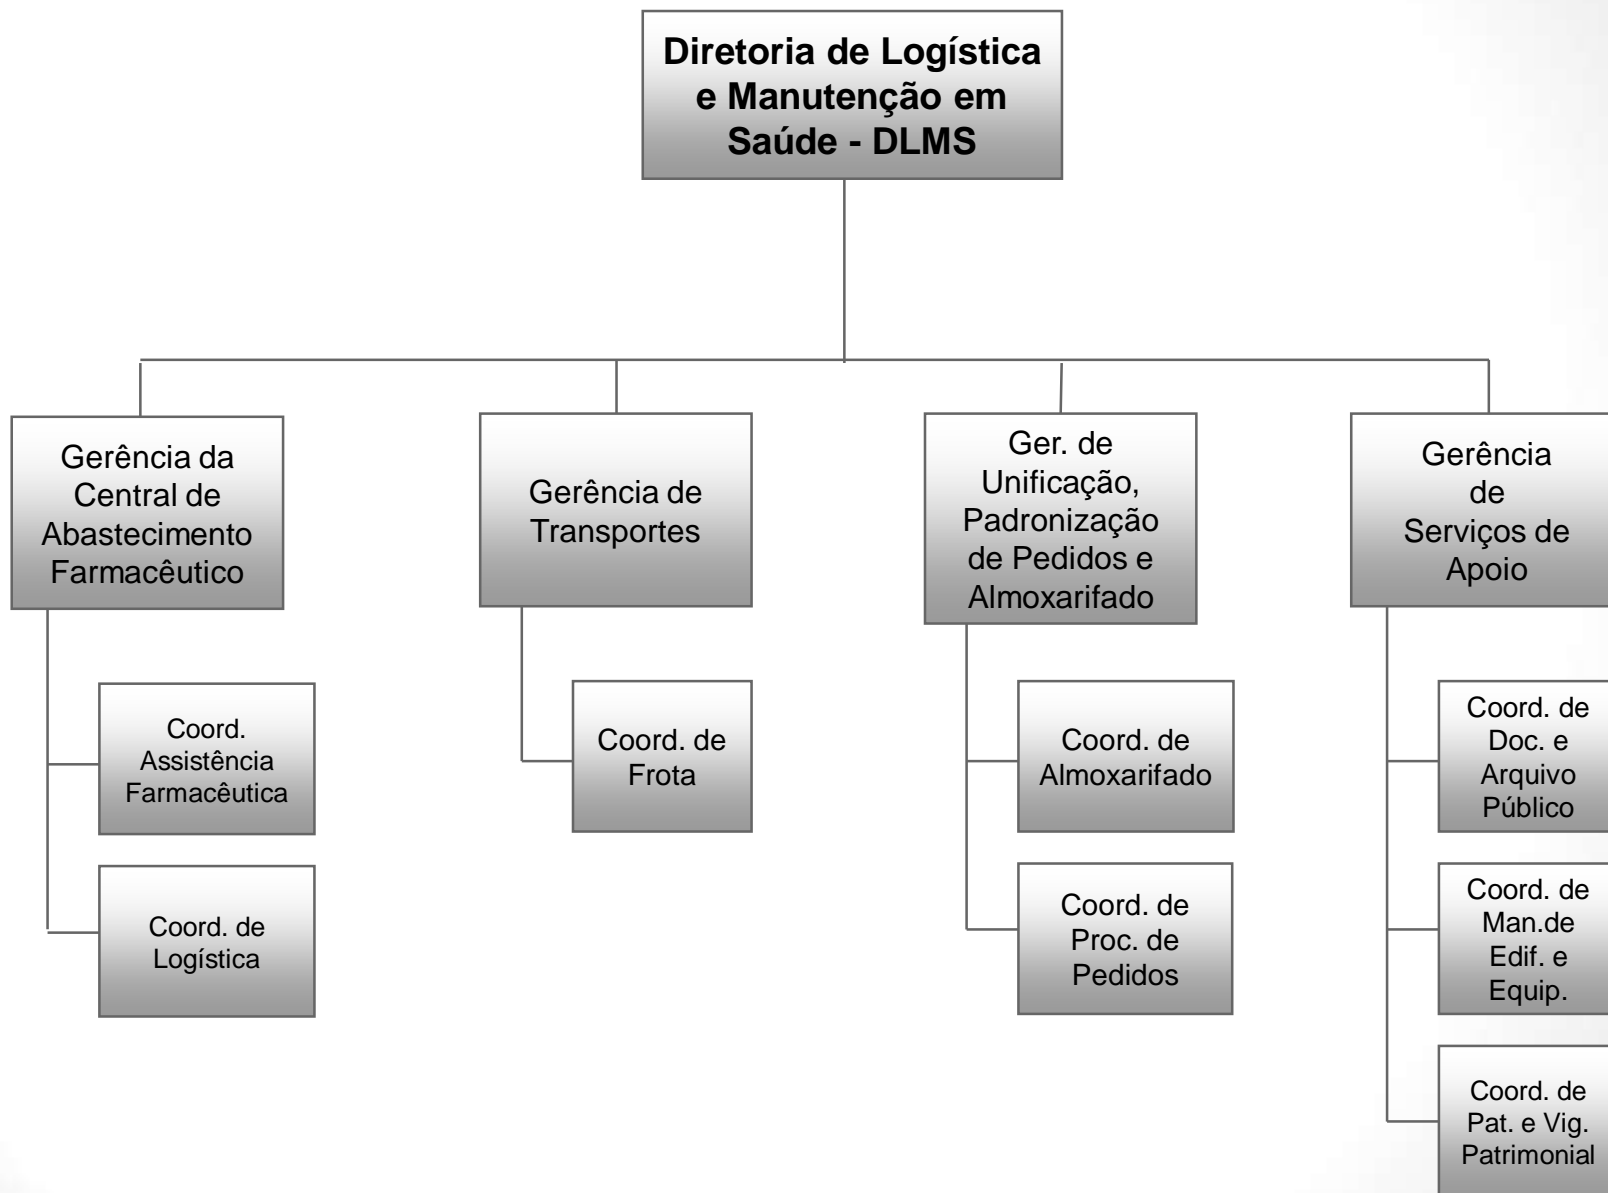 Diretoria de Logística
e Manutenção em
Saúde - DLMS
Gerência da
Central de
Abastecimento
Farmacêutico
Gerência de
Transportes
Ger. de
Unificação,
Padronização
de Pedidos e
Almoxarifado
Gerência
de
Serviços de
Apoio
Coord.
Assistência
Farmacêutica
Coord. de
Logística
Coord. de
Frota
Coord. de
Almoxarifado
Coord. de
Proc. de
Pedidos
Coord. de
Doc. e
Arquivo
Público
Coord. de
Man.de
Edif. e
Equip.
Coord. de
Pat. e Vig.
Patrimonial